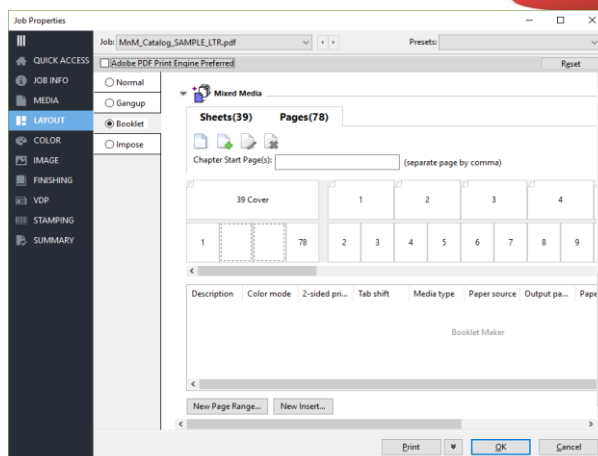 Job Properties
Job: MnM_Catalog_SAMPLE_LTR.pdf Presets:
Adobe PDF Print Engine Preferred Reset
QUICK ACCESS
JOB INFO
MEDIA
LAYOUT
COLOR
IMAGE
FINISHING
VDP
STAMPING
SUMMARY
Normal
Gangup
Booklet
Impose
Mixed Media
Sheets(39) Pages(78)
Chapter Start Page(s): (separate page by comma)
39 Cover 1 2 3 4
1 78 2 3 4 5 6 7 8 9
Description Color mode 2-sided pri... Tab shift Media type Paper source Output pa... Pape
Booklet Maker
New Page Range... New Insert...
Print OK Cancel